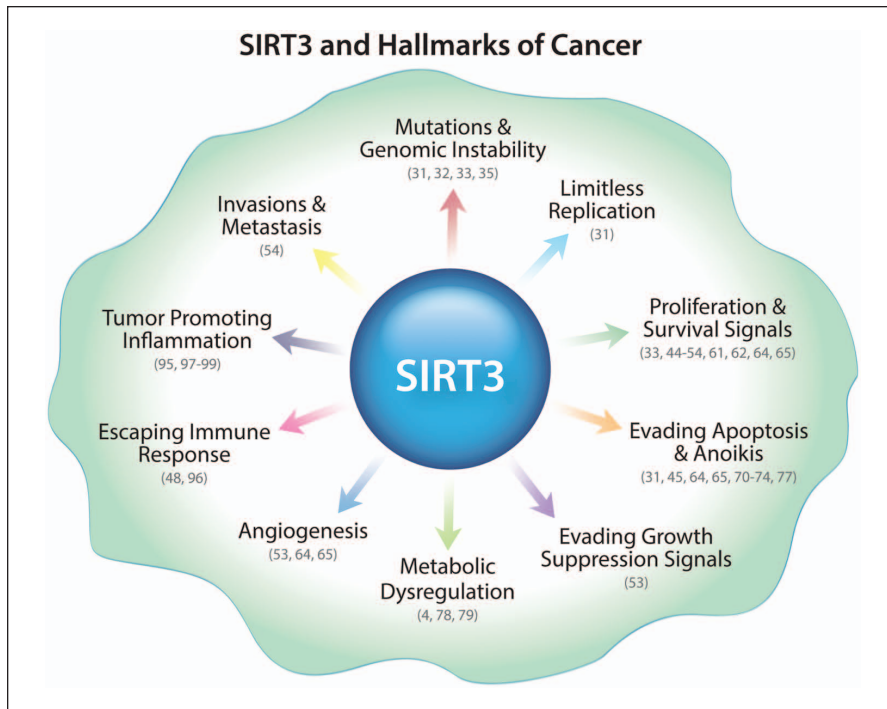 SIRT3 and Hallmarks of Cancer
Mutations &
Genomic Instability
(31, 32, 33, 35)
Limitless
Replication
(31)
Invasions &
Metastasis
(54)
Proliferation &
Survival Signals
(33, 44-54, 61, 62, 64, 65)
Tumor Promoting
Inflammation
(95, 97-99)
SIRT3
Evading Apoptosis
& Anoikis
(31, 45, 64, 65, 70-74, 77)
Escaping Immune
Response
(48, 96)
Evading Growth
Suppression Signals
(53)
Angiogenesis
(53, 64, 65)
Metabolic
Dysregulation
(4, 78, 79)